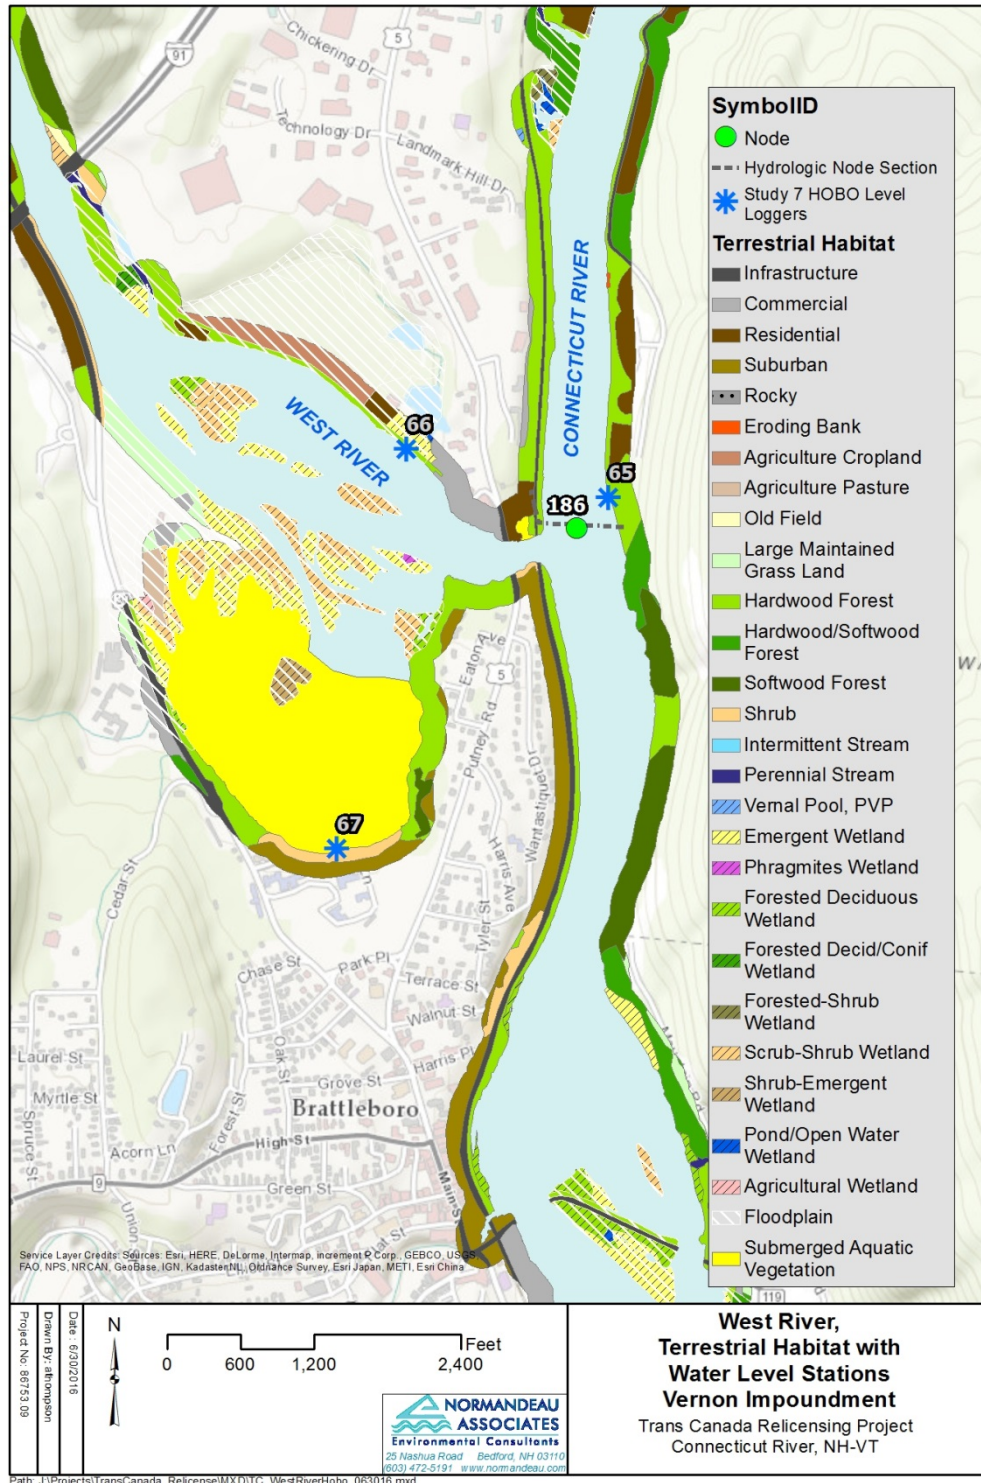 Chickering Dr
5
91
Technology Dr
Landmark Hill Dr
CONNECTICUT RIVER
WEST RIVER
66
65
186
Eaton A
Ave
5
Putney Rd
Wantastiquet Dr
67
Harris Ave
Tyler St
Cedar St
Chase St
Park Pl
Terrace St
Walnut St
Oak St
Harris Pl
Laurel St
Grove St
Myrtle St
Forest St
Brattleboro
Spruce St
Acorn Ln
High St
9
Green St
Main St
Union
Flat St
119
SymbolID
Node
Hydrologic Node Section
Study 7 HOBO Level
Loggers
Terrestrial Habitat
Infrastructure
Commercial
Residential
Suburban
Rocky
Eroding Bank
Agriculture Cropland
Agriculture Pasture
Old Field
Large Maintained
Grass Land
Hardwood Forest
Hardwood/Softwood
Forest
Softwood Forest
Shrub
Intermittent Stream
Perennial Stream
Vernal Pool, PVP
Emergent Wetland
Phragmites Wetland
Forested Deciduous
Wetland
Forested Decid/Conif
Wetland
Forested-Shrub
Wetland
Scrub-Shrub Wetland
Shrub-Emergent
Wetland
Pond/Open Water
Wetland
Agricultural Wetland
Floodplain
Submerged Aquatic
Vegetation
Service Layer Credits: Sources: Esri, HERE, DeLorme, Intermap, increment P Corp., GEBCO, USGS,
FAO, NPS, NRCAN, GeoBase, IGN, Kadaster NL, Ordnance Survey, Esri Japan, METI, Esri China
Project No: 86753.09
Drawn By: athompson
Date : 6/30/2016
N
Feet
0 600 1,200 2,400
NORMANDEAU
ASSOCIATES
Environmental Consultants
25 Nashua Road Bedford, NH 03110
(603) 472-5191 www.normandeau.com
West River,
Terrestrial Habitat with
Water Level Stations
Vernon Impoundment
Trans Canada Relicensing Project
Connecticut River, NH-VT
Path: J:\Projects\TransCanada_Relicense\MXD\TC_WestRiverHobo_063016.mxd